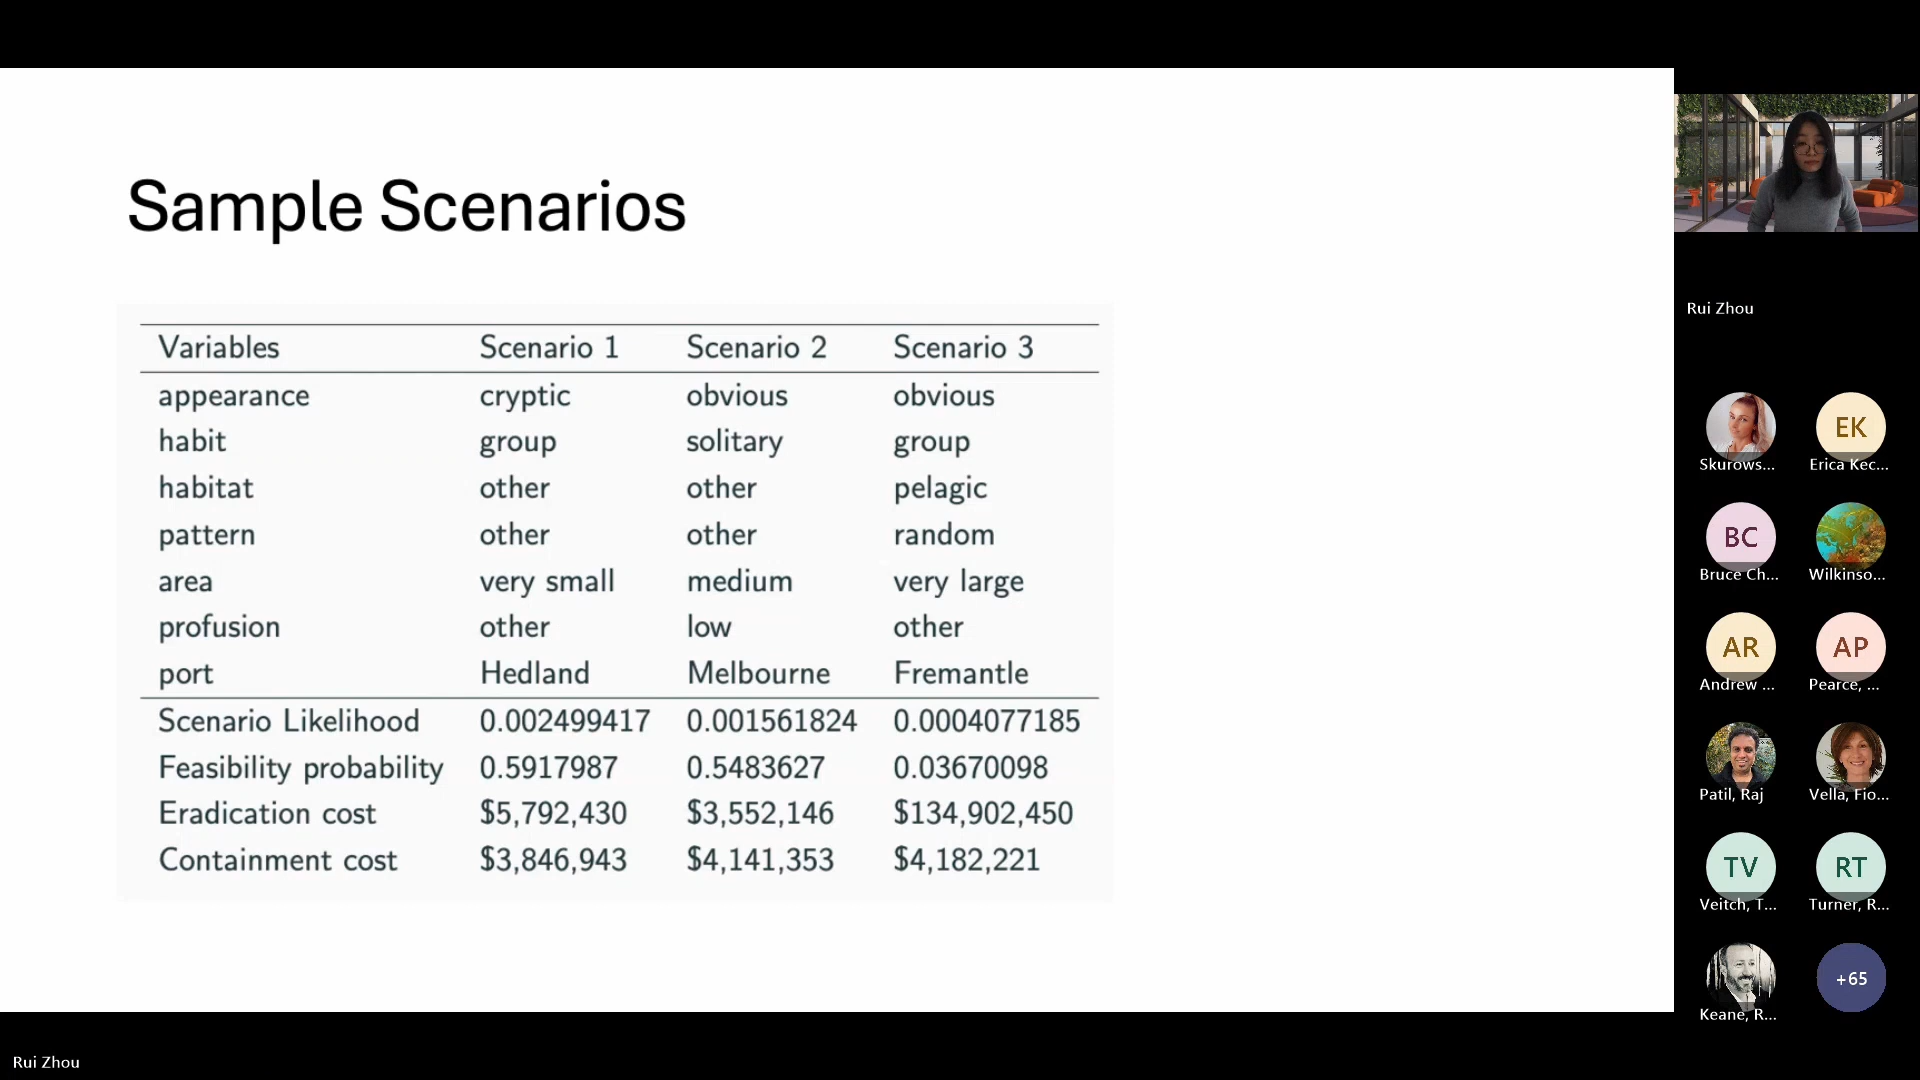 Sample Scenarios
Variables Scenario 1 Scenario 2 Scenario 3
appearance cryptic obvious obvious
habit group solitary group
habitat other other pelagic
pattern other other random
area very small medium very large
profusion other low other
port Hedland Melbourne Fremantle
Scenario Likelihood 0.002499417 0.001561824 0.0004077185
Feasibility probability 0.5917987 0.5483627 0.03670098
Eradication cost $5,792,430 $3,552,146 $134,902,450
Containment cost $3,846,943 $4,141,353 $4,182,221
Rui Zhou
Skurows...
EK
Erica Kec...
BC
Bruce Ch...
Wilkinso...
AR
Andrew ...
AP
Pearce, ...
Patil, Raj
Vella, Fio...
TV
Veitch, T...
RT
Turner, R...
Keane, R...
+65
Rui Zhou